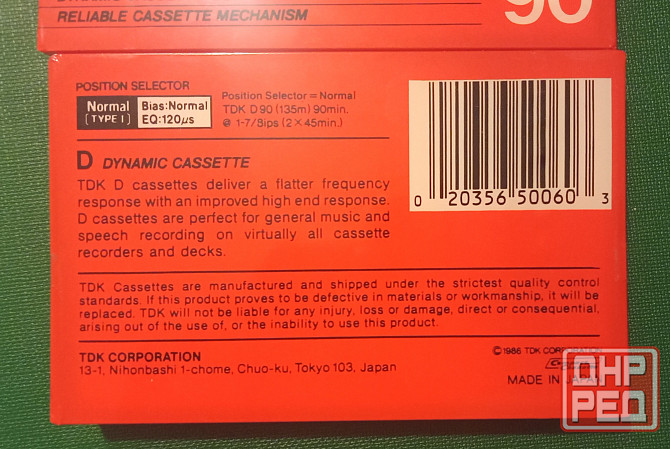 RELIABLE CASSETTE MECHANISM
90
POSITION SELECTOR
Normal
[TYPE I]
Bias:Normal
EQ:120µs
Position Selector = Normal
TDK D90 (135m) 90min.
@ 1-7/8ips (2×45min.)
D DYNAMIC CASSETTE
TDK D cassettes deliver a flatter frequency
response with an improved high end response.
D cassettes are perfect for general music and
speech recording on virtually all cassette
recorders and decks.
0 20356 50060 3
TDK Cassettes are manufactured and shipped under the strictest quality control
standards. If this product proves to be defective in materials or workmanship, it will be
replaced. TDK will not be liable for any injury, loss or damage, direct or consequential,
arising out of the use of, or the inability to use this product.
TDK CORPORATION
13-1, Nihonbashi 1-chome, Chuo-ku, Tokyo 103, Japan
© 1986 TDK CORPORATION
MADE IN JAPAN
ДНР
РЕД